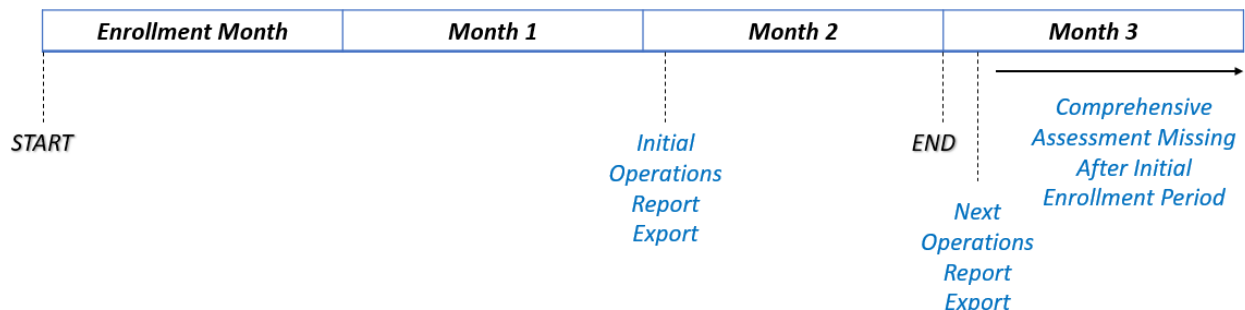 Enrollment Month
Month 1
Month 2
Month 3
START
Initial
Operations
Report
Export
END
Next
Operations
Report
Export
Comprehensive
Assessment Missing
After Initial
Enrollment Period